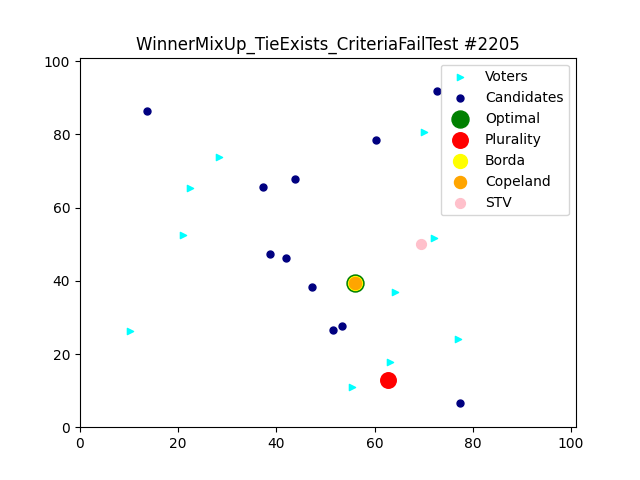 WinnerMixUp_TieExists_CriteriaFailTest #2205
100
80
60
40
20
0
0
20
40
60
80
100
Voters
Candidates
Optimal
Plurality
Borda
Copeland
STV